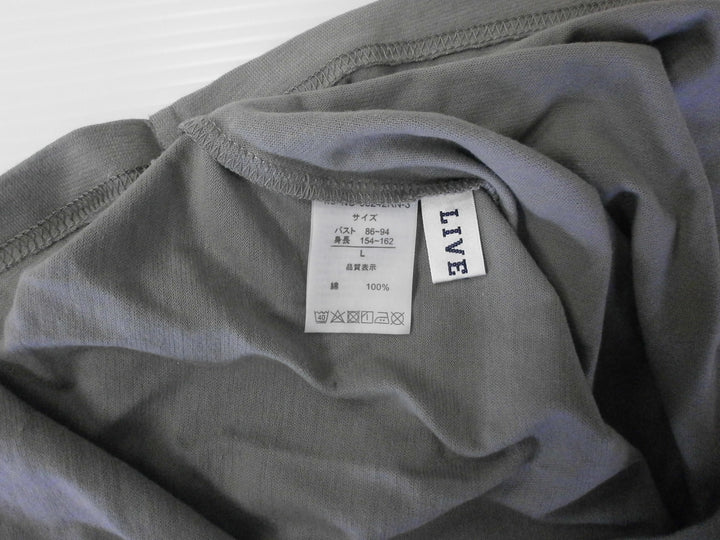 サイズ
バスト 86-94
身長 154~162
L
品質表示
綿 100%
40
LIVE